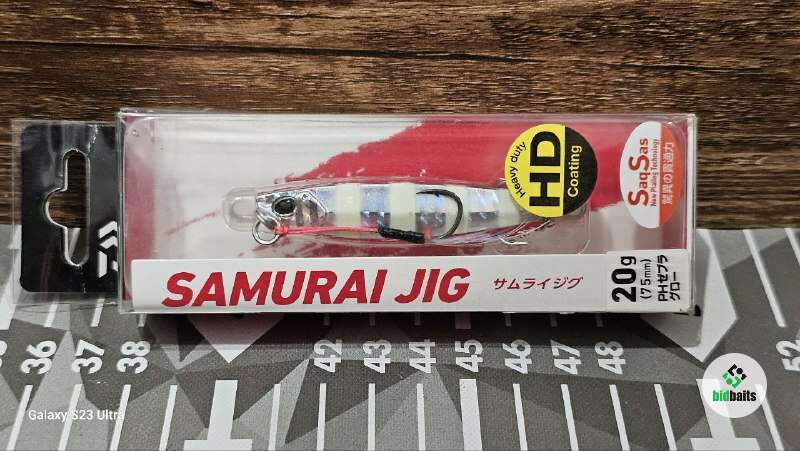 Heavy duty
HD
Coating
SaqSas
New Plating Technology
驚異の貫通力
SAMURAI JIG
サムライジグ
20g
(75mm)
PHゼブラ
グロー
36 35 37 38 42 43 44 45 46 47 48 52
Galaxy S23 Ultra
bidbaits